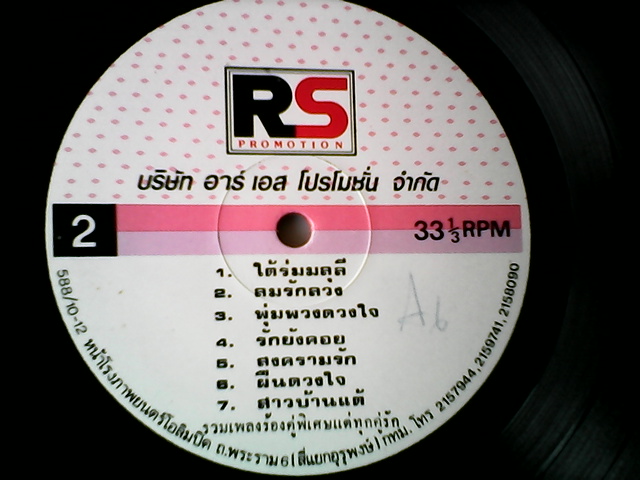 RS
PROMOTION
บริษัท อาร์ เอส โปรโมชั่น จำกัด
2
33 1/3 RPM
1. ใต้ร่มมลุลี
2. ลมรักลวง
3. พุ่มพวงดวงใจ
4. รักยังคอย
5. สงครามรัก
6. ผืนดวงใจ
7. สาวบ้านแต้
รวมเพลงร้องคู่พิเศษแด่ทุกคู่รัก
588/10-12 หน้าโรงภาพยนตร์โอลิมปิค ถ.พระราม 6 (สี่แยกอุรุพงษ์) กทม. โทร 2157944, 2159741, 2158090
A6